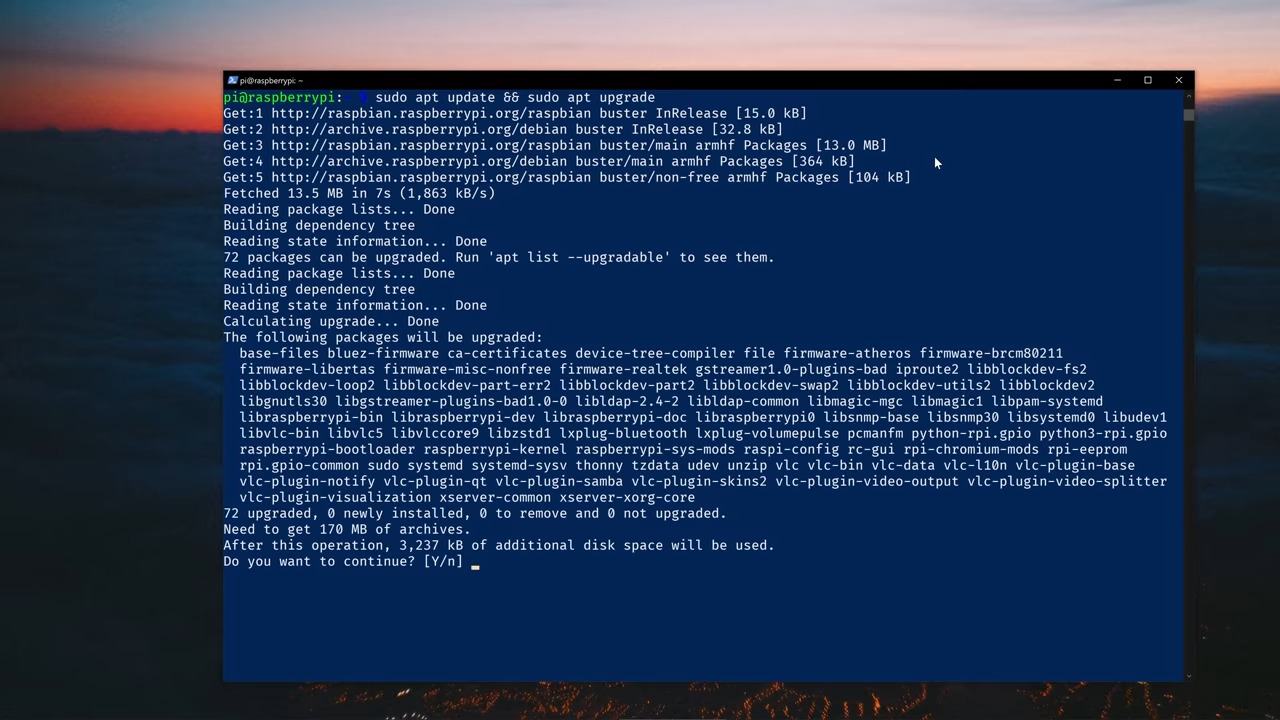 pi@raspberrypi: ~
pi@raspberrypi: $ sudo apt update && sudo apt upgrade
Get:1 http://raspbian.raspberrypi.org/raspbian buster InRelease [15.0 kB]
Get:2 http://archive.raspberrypi.org/debian buster InRelease [32.8 kB]
Get:3 http://raspbian.raspberrypi.org/raspbian buster/main armhf Packages [13.0 MB]
Get:4 http://archive.raspberrypi.org/debian buster/main armhf Packages [364 kB]
Get:5 http://raspbian.raspberrypi.org/raspbian buster/non-free armhf Packages [104 kB]
Fetched 13.5 MB in 7s (1,863 kB/s)
Reading package lists... Done
Building dependency tree
Reading state information... Done
72 packages can be upgraded. Run 'apt list --upgradable' to see them.
Reading package lists... Done
Building dependency tree
Reading state information... Done
Calculating upgrade... Done
The following packages will be upgraded:
base-files bluez-firmware ca-certificates device-tree-compiler file firmware-atheros firmware-brcm80211
firmware-libertas firmware-misc-nonfree firmware-realtek gstreamer1.0-plugins-bad iproute2 libblockdev-fs2
libblockdev-loop2 libblockdev-part-err2 libblockdev-part2 libblockdev-swap2 libblockdev-utils2 libblockdev2
libgnutls30 libgstreamer-plugins-bad1.0-0 libldap-2.4-2 libldap-common libmagic-mgc libmagic1 libpam-systemd
libraspberrypi-bin libraspberrypi-dev libraspberrypi-doc libraspberrypi0 libsnmp-base libsnmp30 libsystemd0 libudev1
libvlc-bin libvlc5 libvlccore9 libzstd1 lxplug-bluetooth lxplug-volumepulse pcmanfm python-rpi.gpio python3-rpi.gpio
raspberrypi-bootloader raspberrypi-kernel raspberrypi-sys-mods raspi-config rc-gui rpi-chromium-mods rpi-eeprom
rpi.gpio-common sudo systemd systemd-sysv thonny tzdata udev unzip vlc vlc-bin vlc-data vlc-l10n vlc-plugin-base
vlc-plugin-notify vlc-plugin-qt vlc-plugin-samba vlc-plugin-skins2 vlc-plugin-video-output vlc-plugin-video-splitter
vlc-plugin-visualization xserver-common xserver-xorg-core
72 upgraded, 0 newly installed, 0 to remove and 0 not upgraded.
Need to get 170 MB of archives.
After this operation, 3,237 kB of additional disk space will be used.
Do you want to continue? [Y/n]